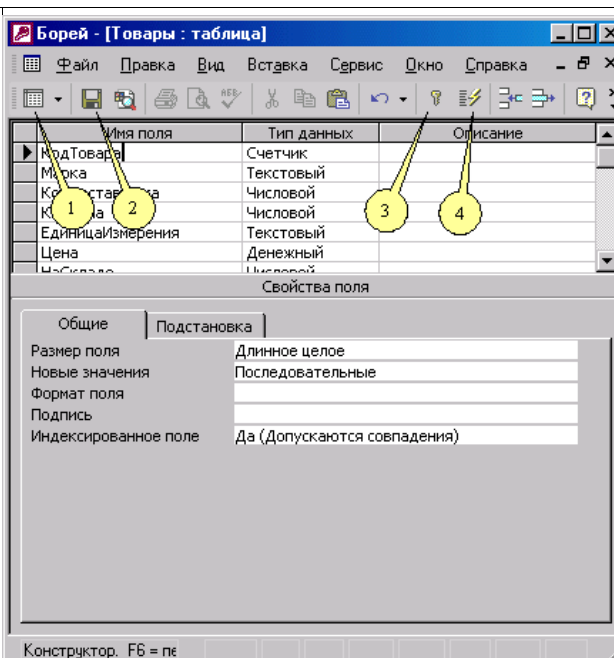 Борей - [Товары : таблица]
Файл Правка Вид Вставка Сервис Окно Справка
Имя поля Тип данных Описание
КодТовара Счетчик
Марка Текстовый
Числовой
Числовой
ЕдиницаИзмерения Текстовый
Цена Денежный
НаСкладе Числовой
1 2 3 4
Свойства поля
Общие Подстановка
Размер поля Длинное целое
Новые значения Последовательные
Формат поля
Подпись
Индексированное поле Да (Допускаются совпадения)
Конструктор. F6 = пе